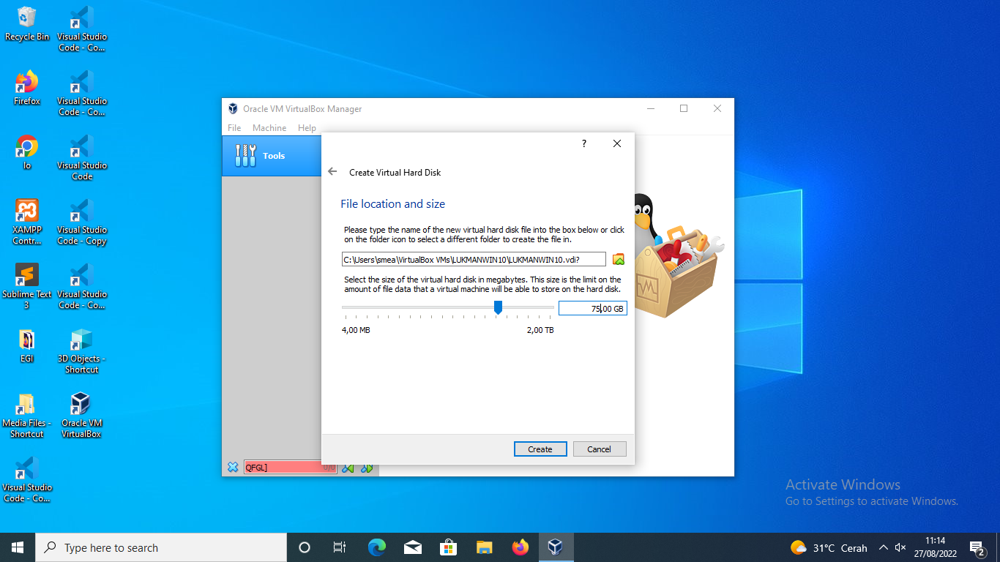 Recycle Bin
Visual Studio
Code - Co...
Firefox
Visual Studio
Code - Co...
Io
Visual Studio
Code
XAMPP
Contr...
Visual Studio
Code - Copy
Sublime Text
3
Visual Studio
Code - Co...
EGI
3D Objects -
Shortcut
Media Files -
Shortcut
Oracle VM
VirtualBox
Visual Studio
Code - Co...
Oracle VM VirtualBox Manager
File Machine Help
Tools
?
Create Virtual Hard Disk
File location and size
Please type the name of the new virtual hard disk file into the box below or click
on the folder icon to select a different folder to create the file in.
C:\Users\smea\VirtualBox VMs\LUKMANWIN10\LUKMANWIN10.vdi?
Select the size of the virtual hard disk in megabytes. This size is the limit on the
amount of file data that a virtual machine will be able to store on the hard disk.
75,00 GB
4,00 MB 2,00 TB
Create Cancel
QFGL] 0/0
Activate Windows
Go to Settings to activate Windows.
Type here to search
31°C Cerah
11:14
27/08/2022
2